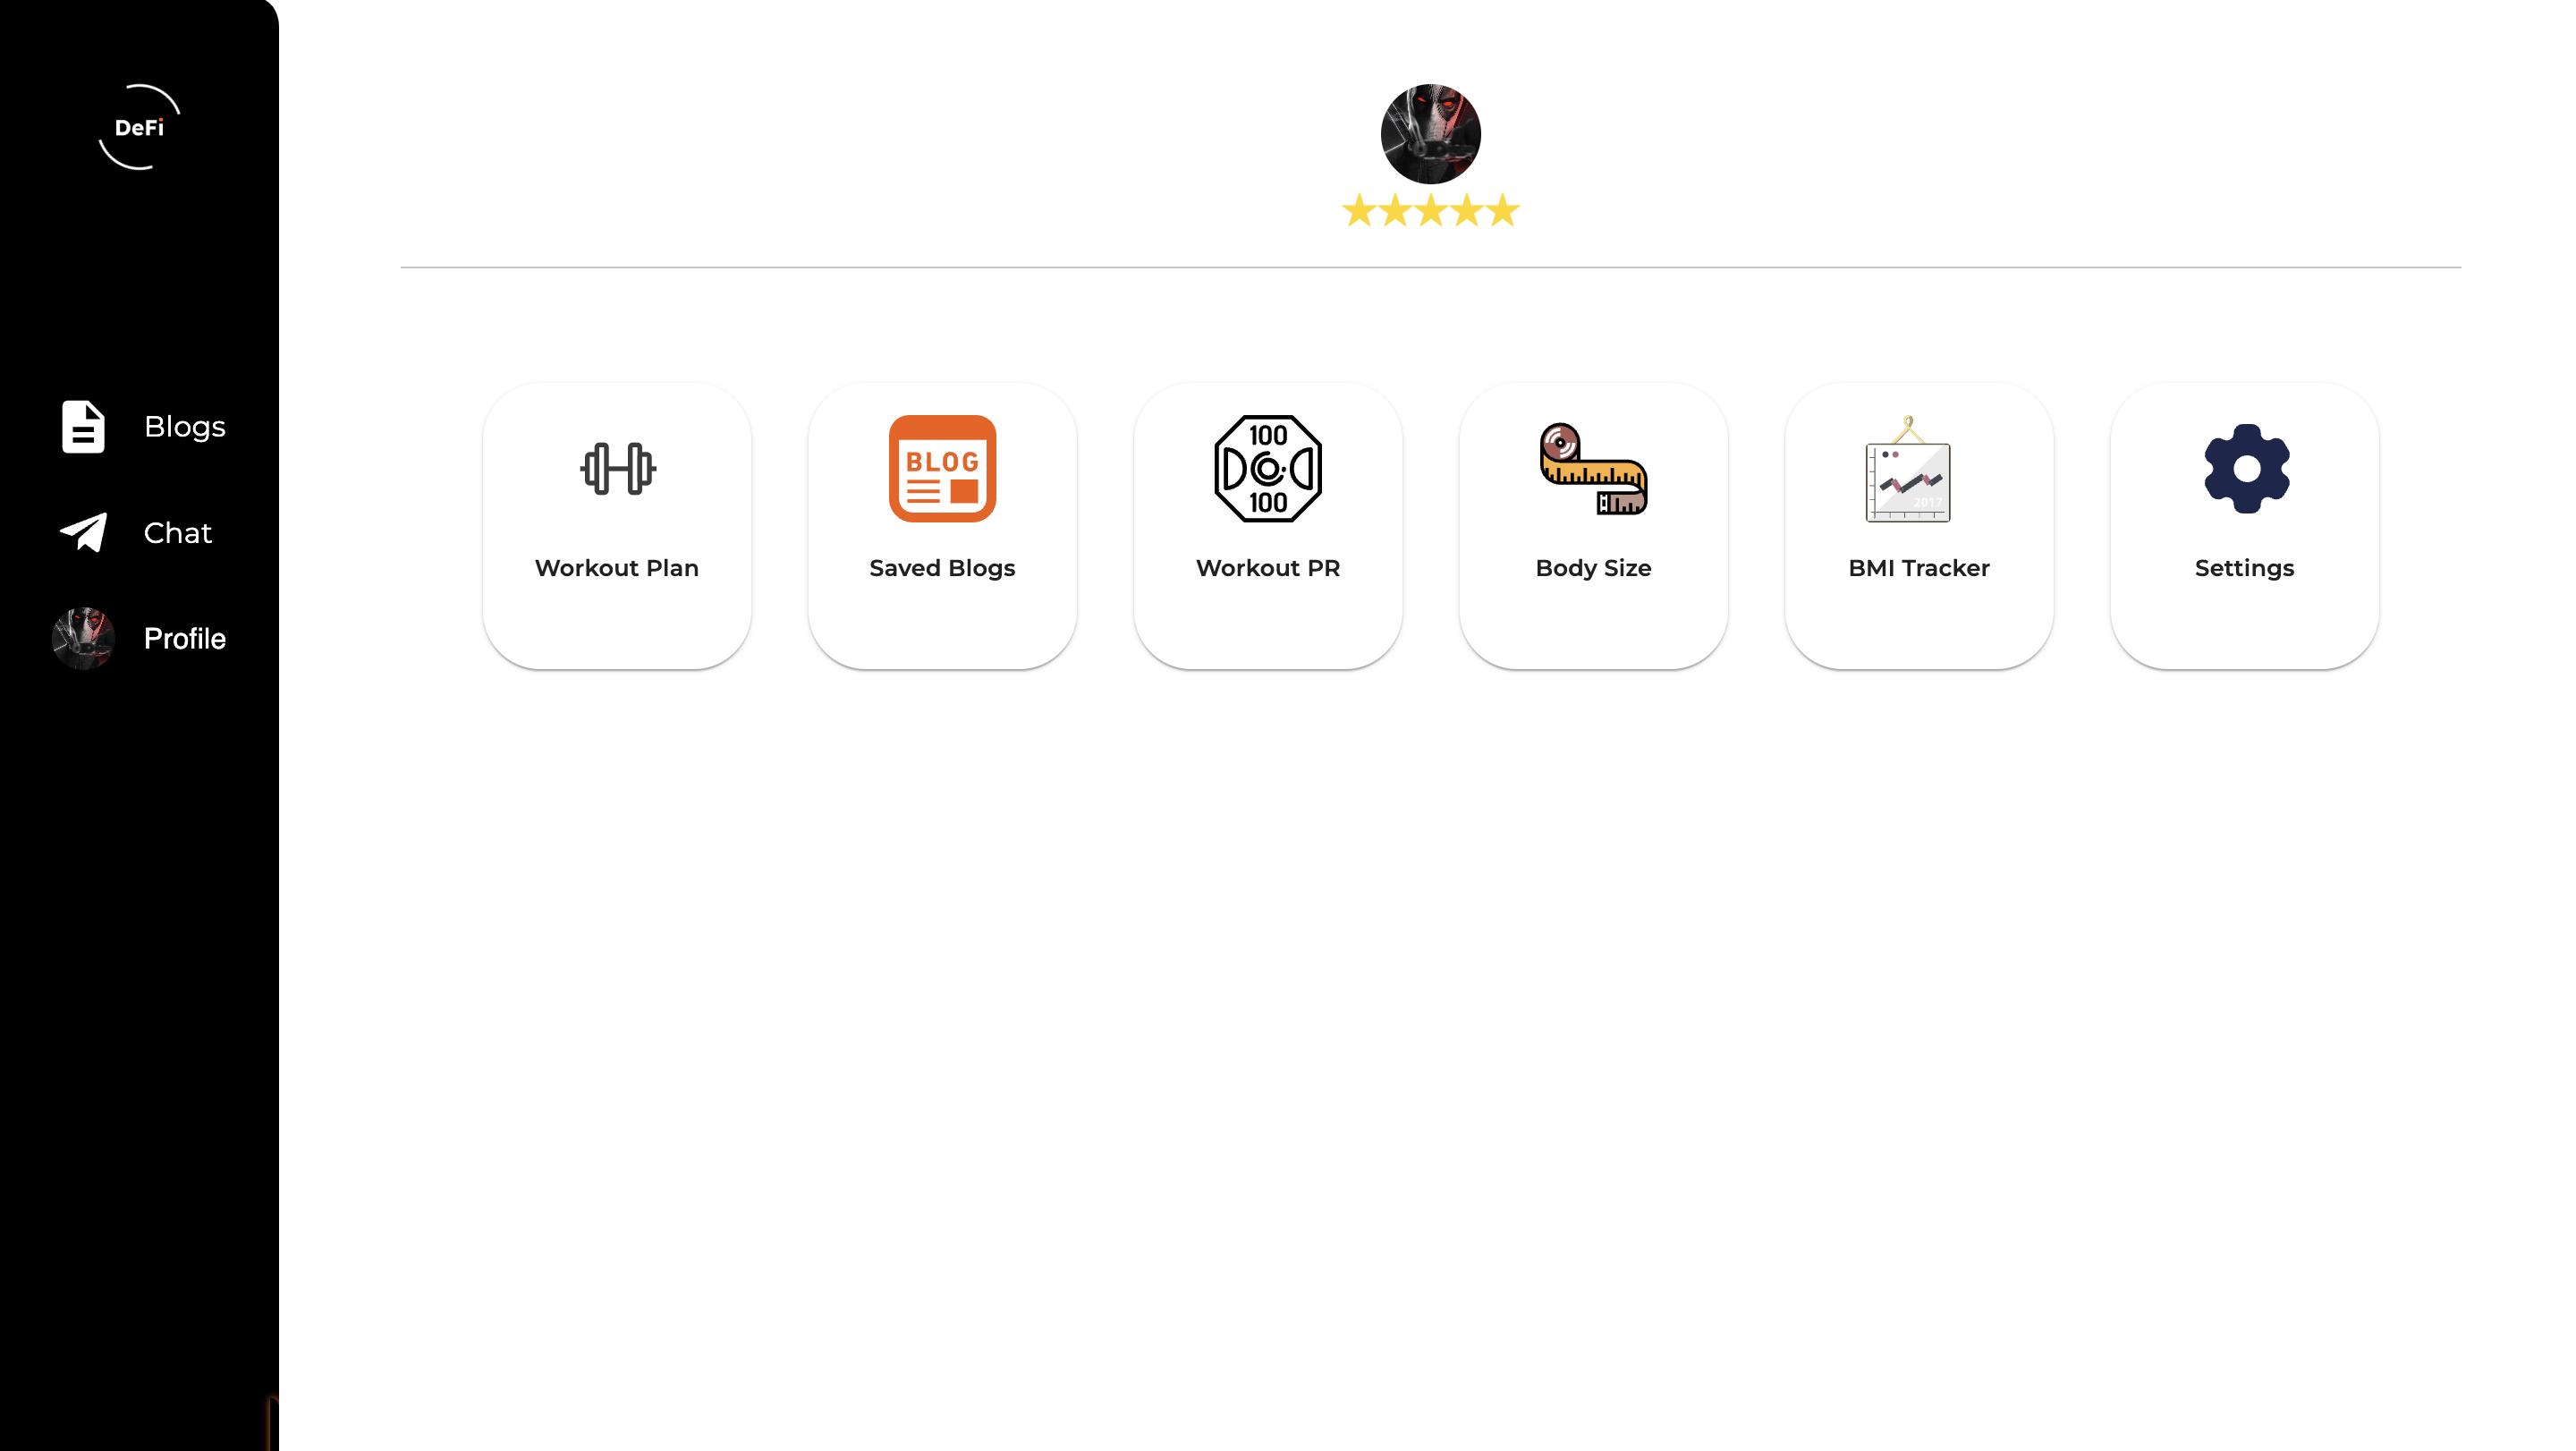 DeFi
Blogs
Chat
Profile
BLOG
100
100
2017
Workout Plan
Saved Blogs
Workout PR
Body Size
BMI Tracker
Settings